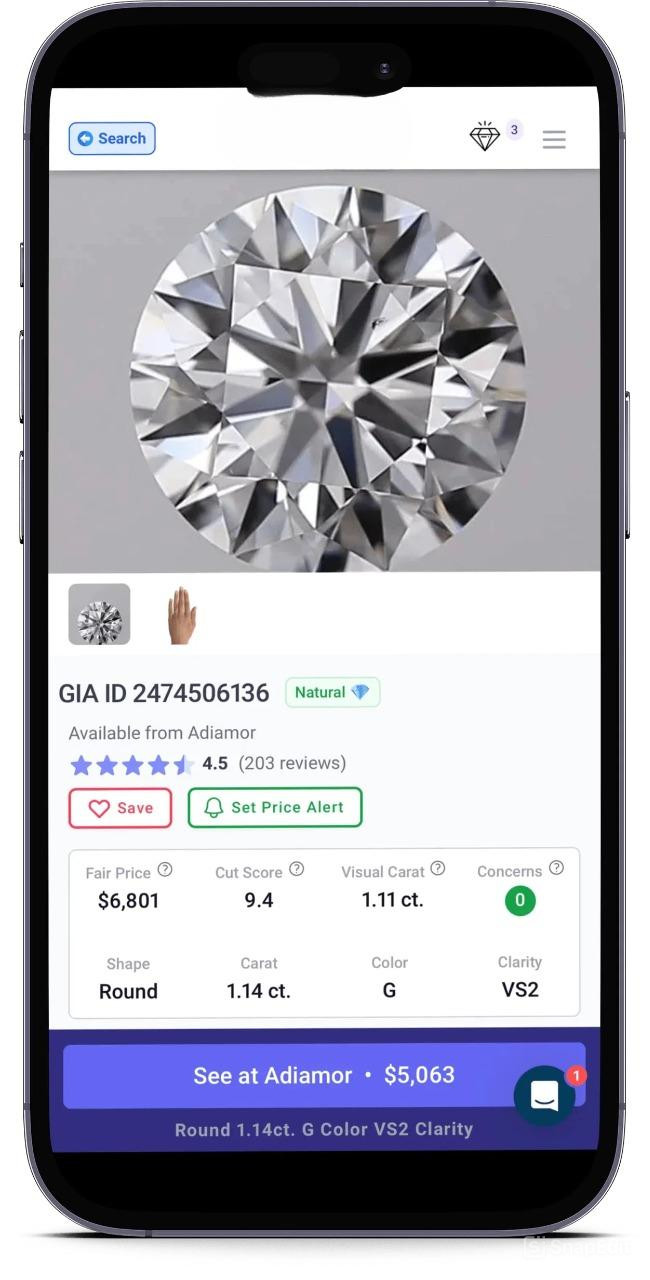 Search
3
GIA ID 2474506136 Natural
Available from Adiamor
4.5 (203 reviews)
Save Set Price Alert
Fair Price ? Cut Score ? Visual Carat ? Concerns ?
$6,801 9.4 1.11 ct. 0
Shape Carat Color Clarity
Round 1.14 ct. G VS2
See at Adiamor • $5,063
1
Round 1.14ct. G Color VS2 Clarity